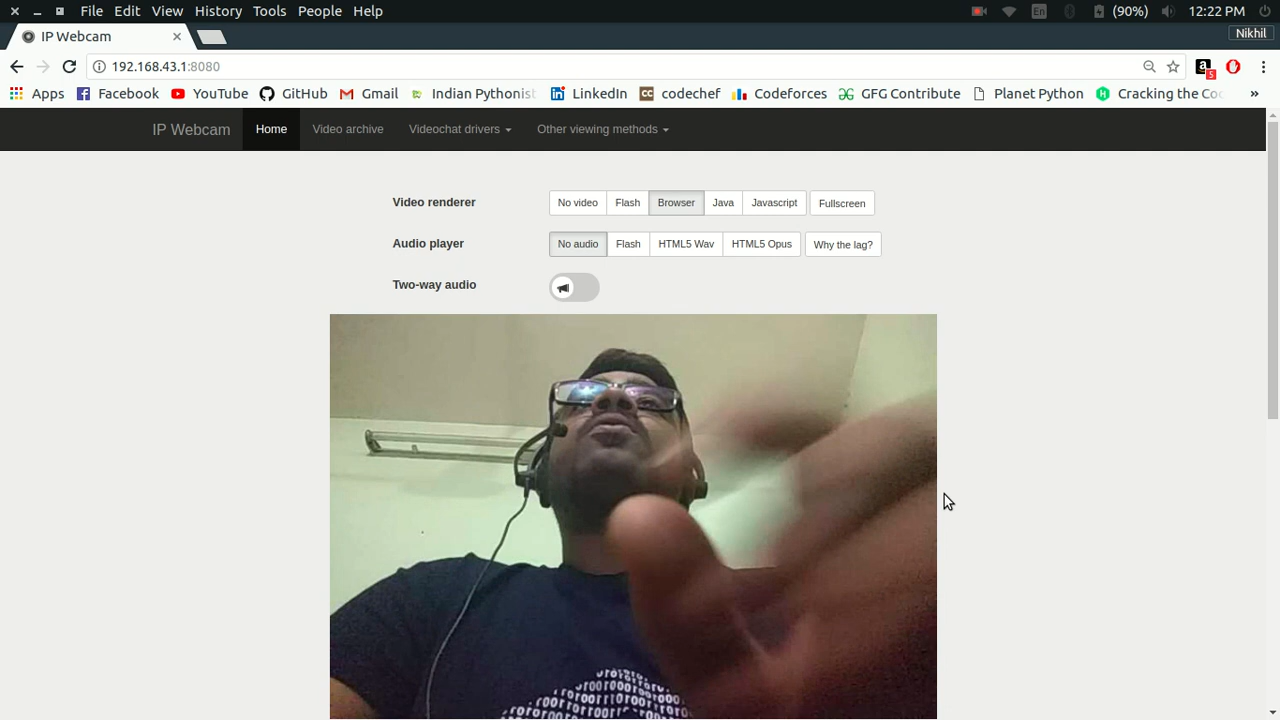 File Edit View History Tools People Help En (90%) 12:22 PM
IP Webcam Nikhil
192.168.43.1:8080
Apps Facebook YouTube GitHub Gmail Indian Pythonist LinkedIn codechef Codeforces GFG Contribute Planet Python Cracking the Co »
IP Webcam Home Video archive Videochat drivers Other viewing methods
Video renderer No video Flash Browser Java Javascript Fullscreen
Audio player No audio Flash HTML5 Wav HTML5 Opus Why the lag?
Two-way audio